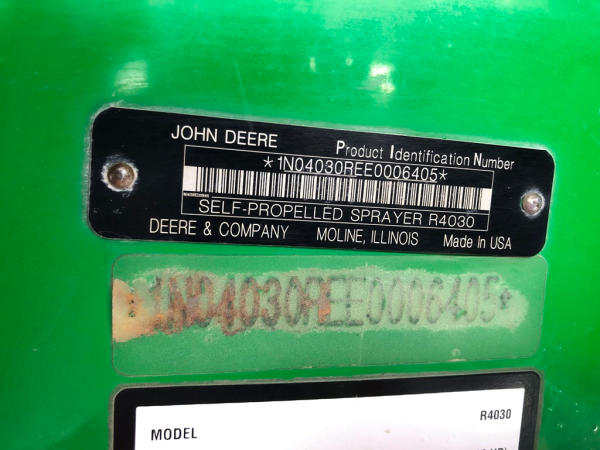 JOHN DEERE Product Identification Number
*1N04030REE0006405*
SELF-PROPELLED SPRAYER R4030
DEERE & COMPANY MOLINE, ILLINOIS Made In USA
1N04030REE0006405*
R4030
MODEL